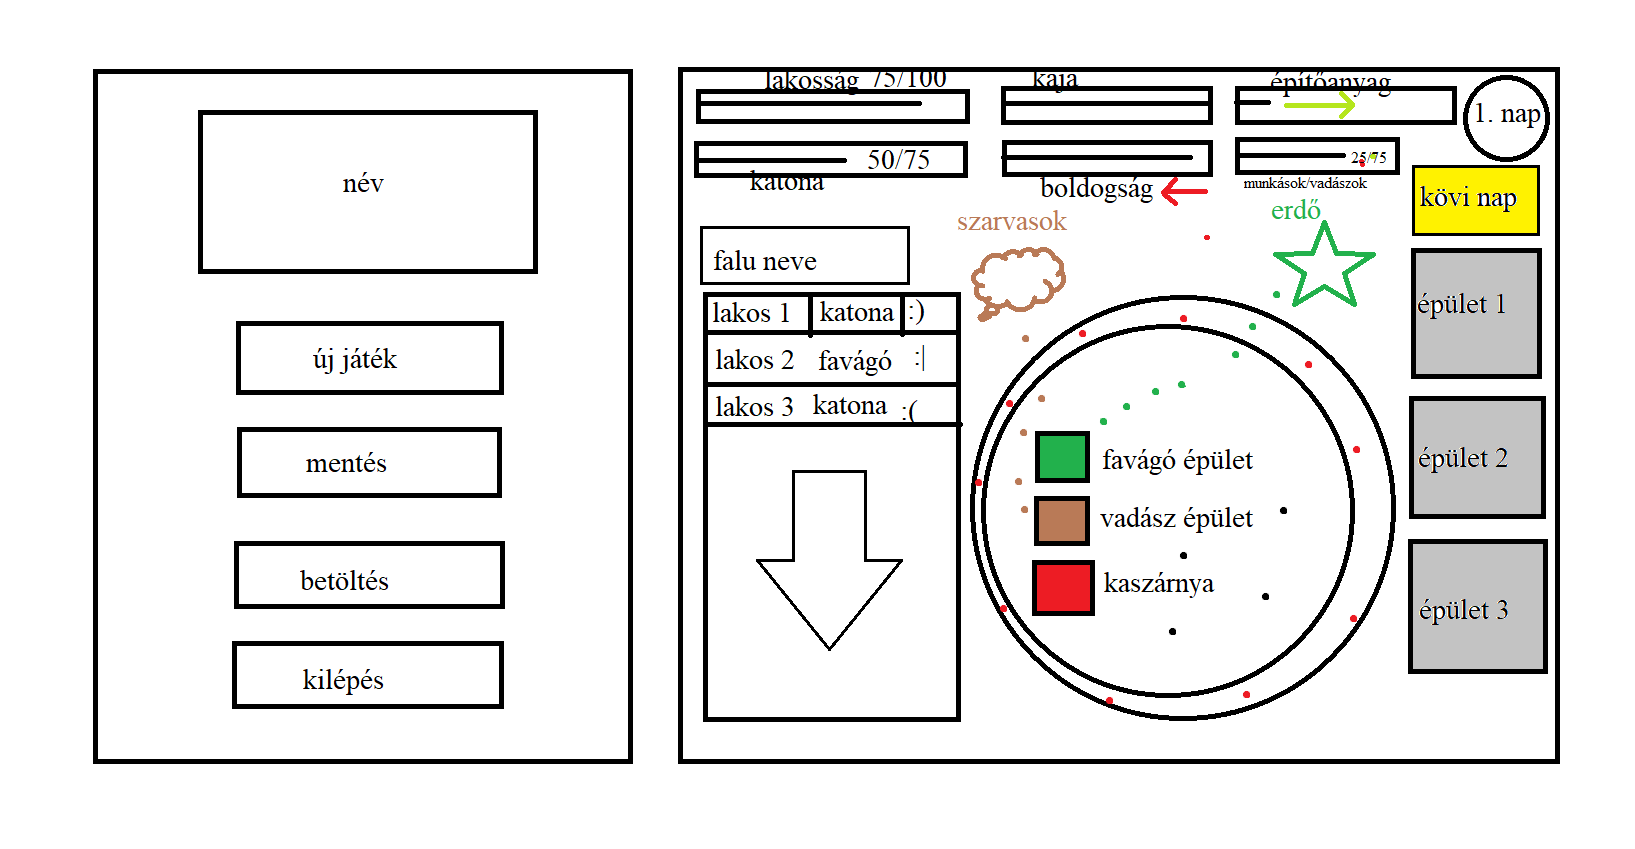 név
új játék
mentés
betöltés
kilépés
lakosság 75/100
kaja
építőanyag
1. nap
50/75
katona
boldogság
25/75
munkások/vadászok
kövi nap
szarvasok
erdő
falu neve
lakos 1 katona :)
lakos 2 favágó :|
lakos 3 katona :(
favágó épület
vadász épület
kaszárnya
épület 1
épület 2
épület 3